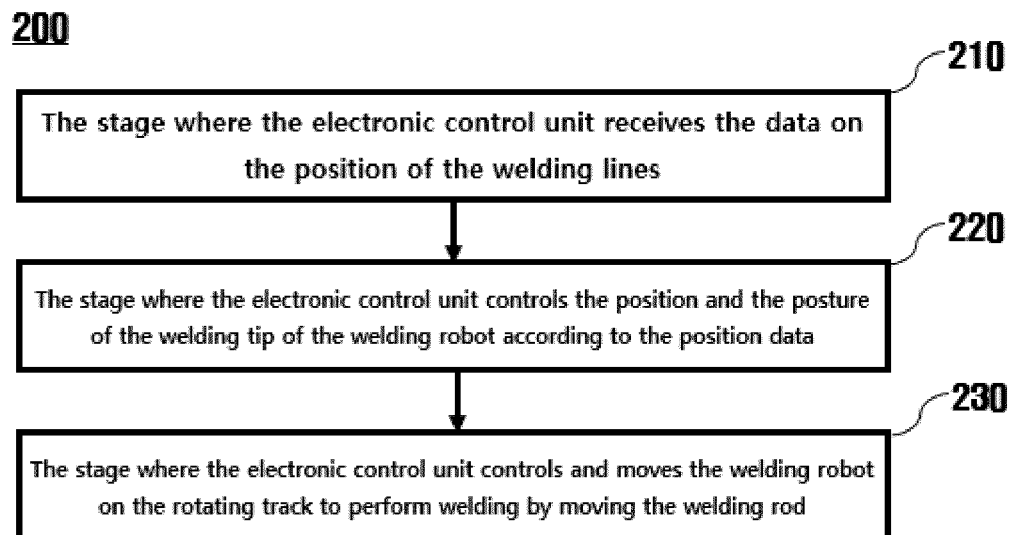 200
210
The stage where the electronic control unit receives the data on
the position of the welding lines
220
The stage where the electronic control unit controls the position and the posture
of the welding tip of the welding robot according to the position data
230
The stage where the electronic control unit controls and moves the welding robot
on the rotating track to perform welding by moving the welding rod